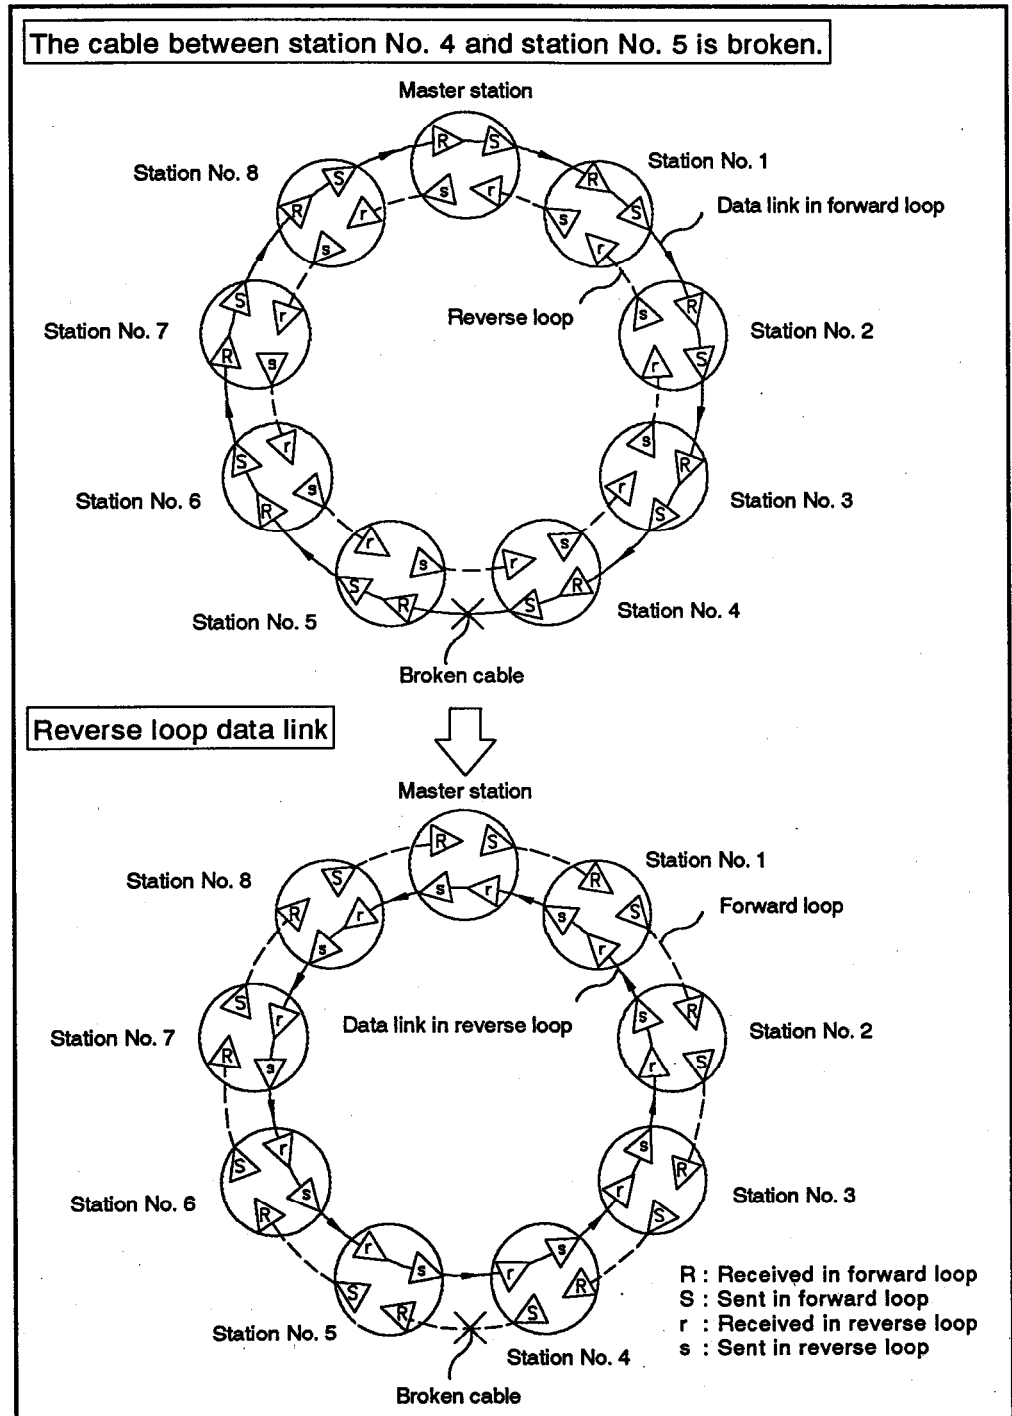 The cable between station No. 4 and station No. 5 is broken.
Master station
Station No. 8
Station No. 1
R S
R S
R S
s r
r s
s r
Data link in forward loop
Reverse loop
Station No. 7
Station No. 2
S R
r s
s r
R S
Station No. 6
Station No. 3
S R
r s
s r
R S
Station No. 5
Station No. 4
r s
S R
r s
S R
Broken cable
Reverse loop data link
Master station
Station No. 8
Station No. 1
R S
R S
R S
s r
r s
s r
Forward loop
Data link in reverse loop
Station No. 7
Station No. 2
S R
r s
s r
R S
Station No. 6
Station No. 3
S R
r s
s r
R S
Station No. 5
Station No. 4
r s
S R
r s
S R
Broken cable
R : Received in forward loop
S : Sent in forward loop
r : Received in reverse loop
s : Sent in reverse loop